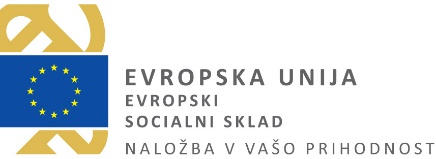 EVROPSKA UNIJA
EVROPSKI
SOCIALNI SKLAD
NALOŽBA V VAŠO PRIHODNOST